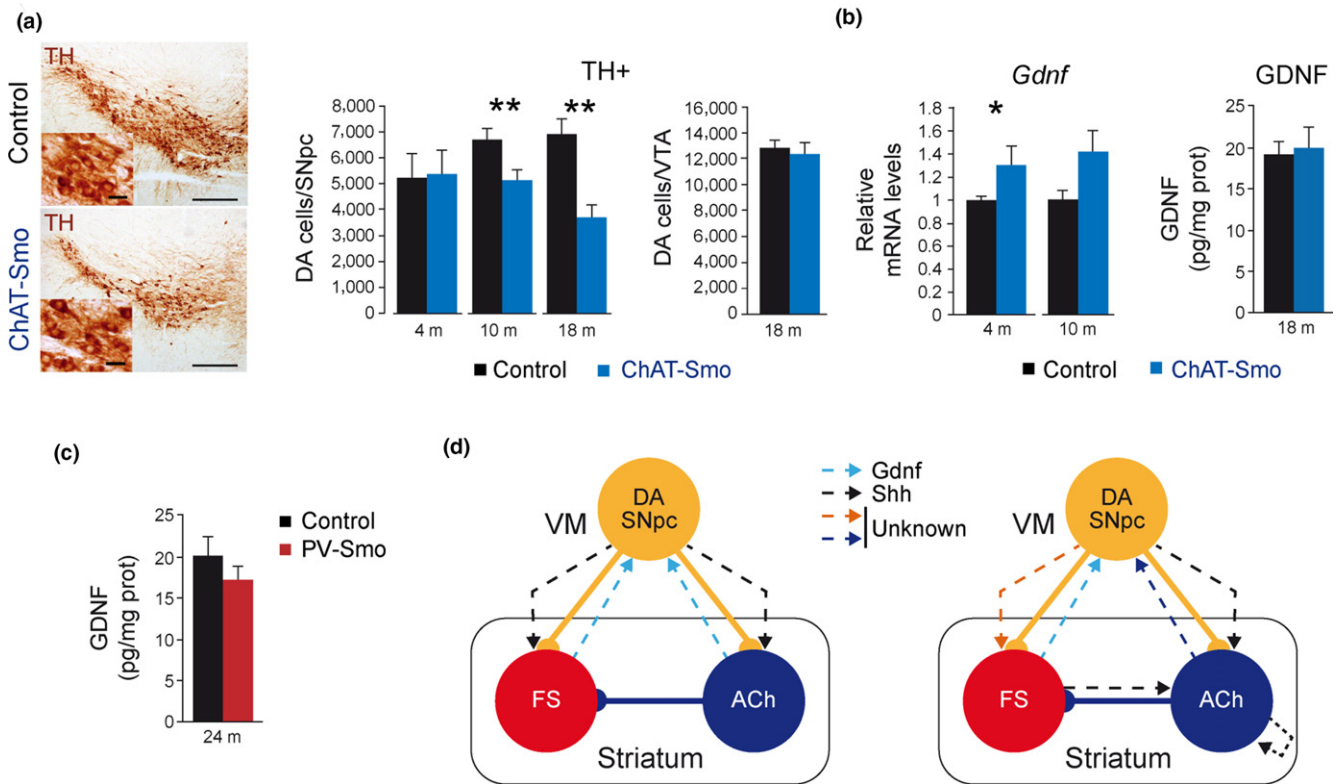 (a)
Control
TH
ChAT-Smo
TH
TH+
DA cells/SNpc
8,000
7,000
6,000
5,000
4,000
3,000
2,000
1,000
0
**
**
4 m
10 m
18 m
DA cells/VTA
16,000
14,000
12,000
10,000
8,000
6,000
4,000
2,000
0
18 m
Control
ChAT-Smo
(b)
Gdnf
Relative
mRNA levels
1.8
1.6
1.4
1.2
1
0.8
0.6
0.4
0.2
0
*
4 m
10 m
GDNF
GDNF
(pg/mg prot)
25
20
15
10
5
0
18 m
Control
ChAT-Smo
(c)
GDNF
(pg/mg prot)
25
20
15
10
5
0
24 m
Control
PV-Smo
(d)
DA
SNpc
VM
FS
ACh
Striatum
Gdnf
Shh
Unknown
DA
SNpc
VM
FS
ACh
Striatum